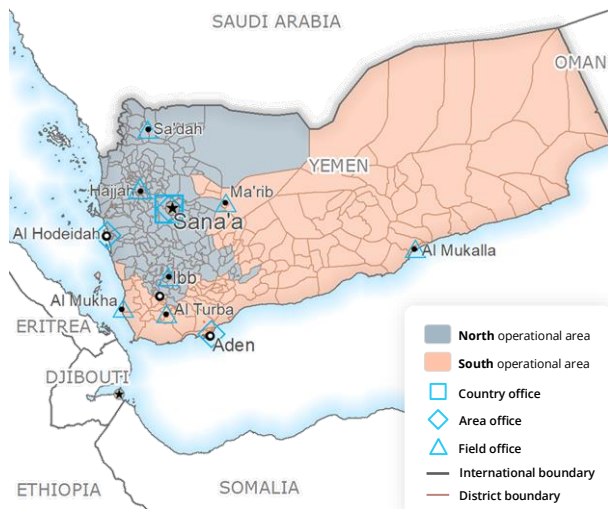 SAUDI ARABIA
OMAN
Sa'dah
YEMEN
Hajjah
Ma'rib
Sana'a
Al Hodeidah
Al Mukalla
Ibb
Al Mukha
Al Turba
ERITREA
Aden
DJIBOUTI
ETHIOPIA
SOMALIA
North operational area
South operational area
Country office
Area office
Field office
International boundary
District boundary